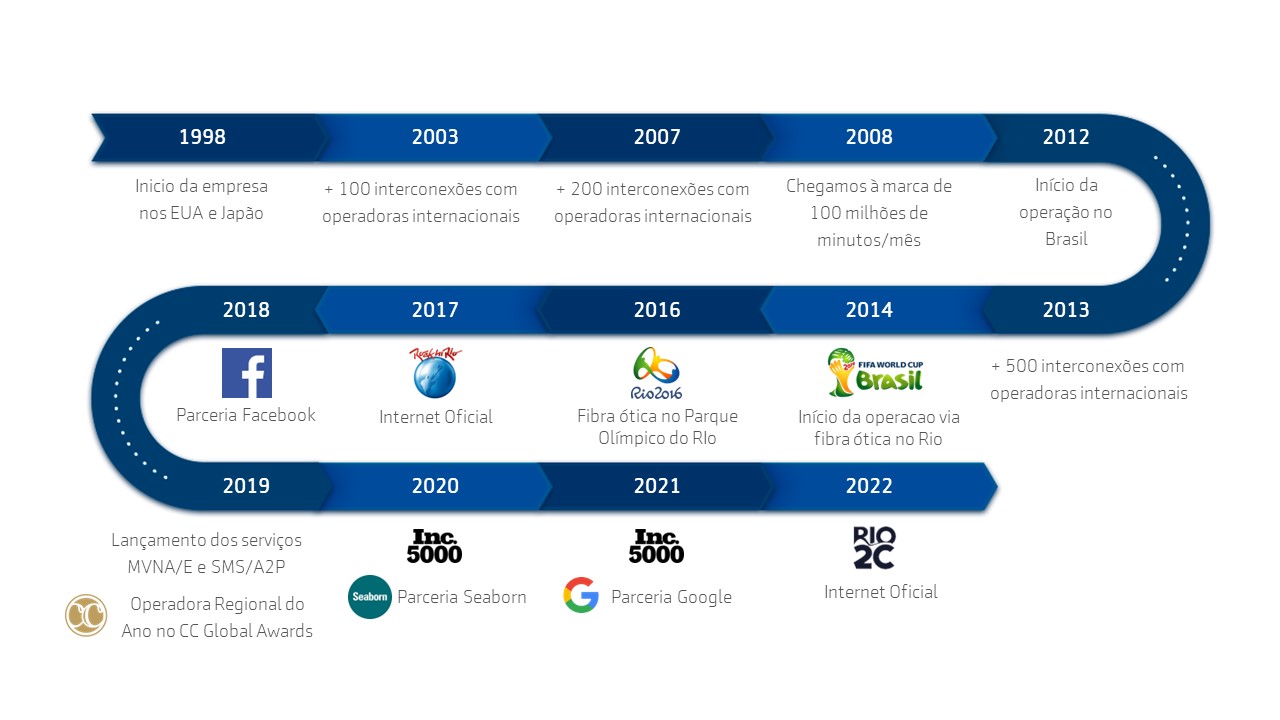 1998
Inicio da empresa
nos EUA e Japão
2003
+ 100 interconexões com
operadoras internacionais
2007
+ 200 interconexões com
operadoras internacionais
2008
Chegamos à marca de
100 milhões de
minutos/mês
2012
Início da
operação no
Brasil
2013
+ 500 interconexões com
operadoras internacionais
2014
FIFA WORLD CUP
Brasil
Início da operacao via
fibra ótica no Rio
2016
Rio2016
Fibra ótica no Parque
Olímpico do RIo
2017
Rock in Rio
Internet Oficial
2018
f
Parceria Facebook
2019
Lançamento dos serviços
MVNA/E e SMS/A2P
CC
Operadora Regional do
Ano no CC Global Awards
2020
Inc.
5000
Seaborn
Parceria Seaborn
2021
Inc.
5000
G
Parceria Google
2022
RIO
2C
Internet Oficial